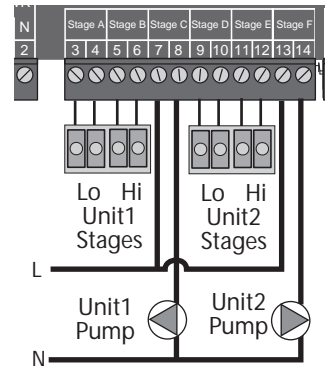 N Stage A Stage B Stage C Stage D Stage E Stage F
2 3 4 5 6 7 8 9 10 11 12 13 14
Lo Hi Lo Hi
Unit1 Unit2
Stages Stages
L
Unit1 Unit2
Pump Pump
N